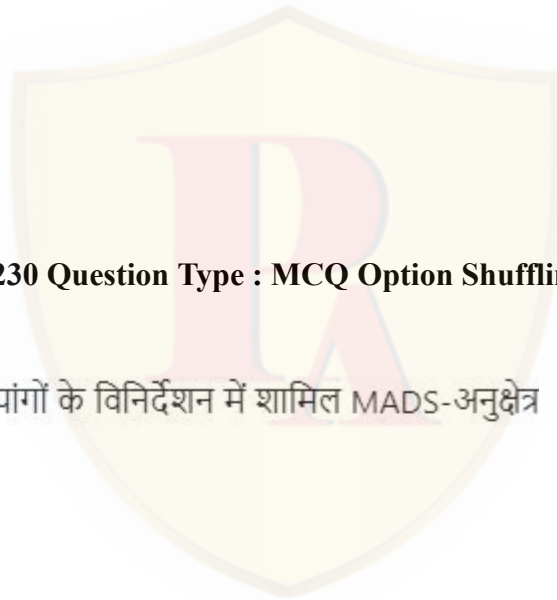 230 Question Type : MCQ Option Shufflin
पांगों के विनिर्देशन में शामिल MADS-अनुक्षेत्र